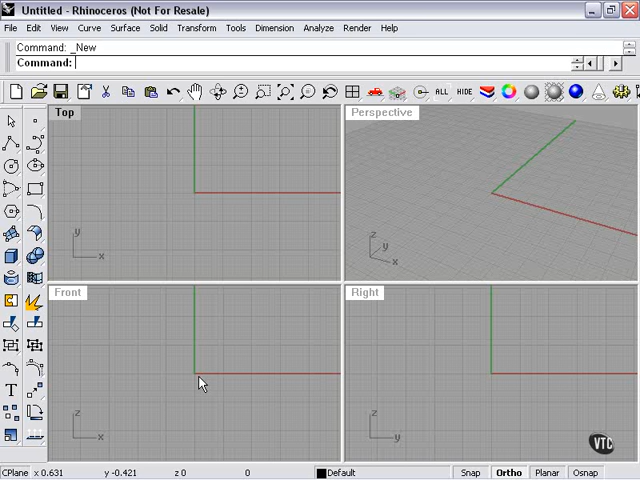 Untitled - Rhinoceros (Not For Resale)
File Edit View Curve Surface Solid Transform Tools Dimension Analyze Render Help
Command: _New
Command:
ALL HIDE
Top
Perspective
y
x
z
y
x
Front
Right
T
z
x
z
y
VTC
CPlane x 0.631 y -0.421 z 0 0 Default Snap Ortho Planar Osnap